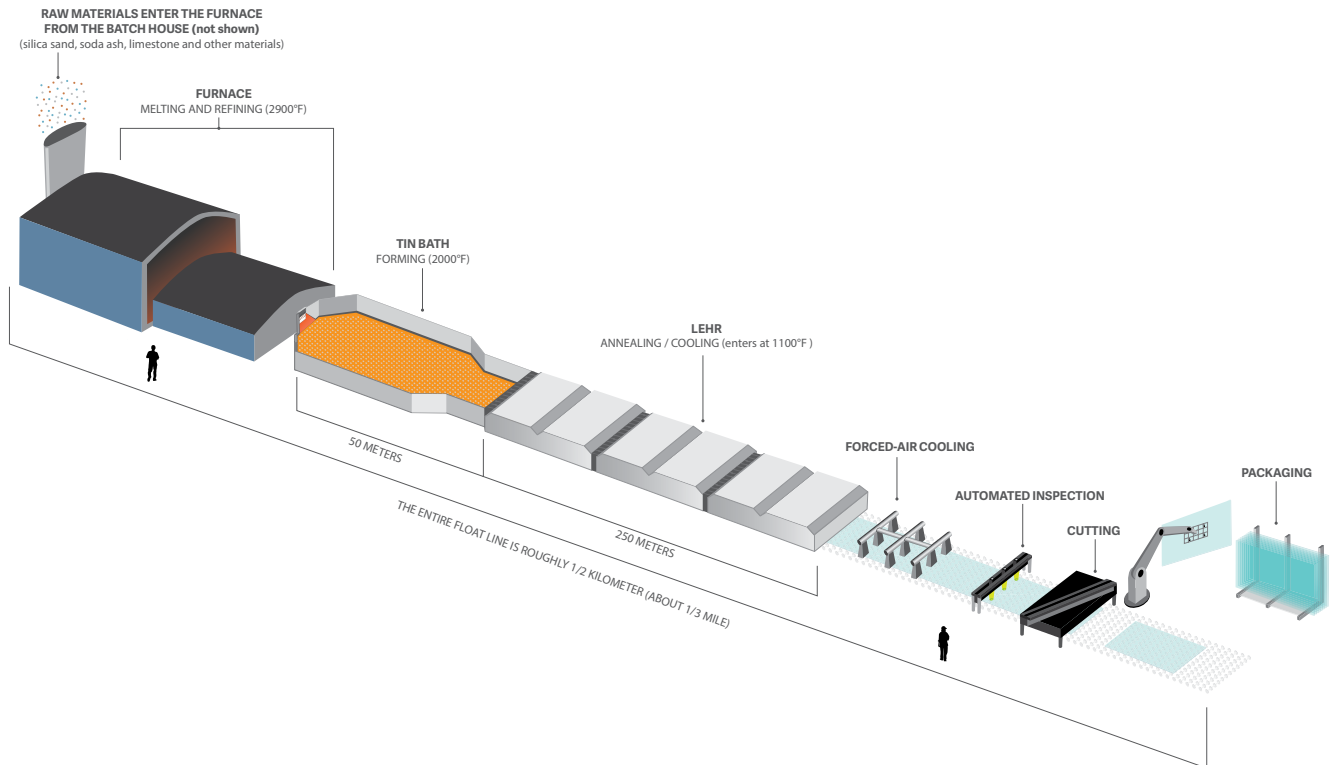 RAW MATERIALS ENTER THE FURNACE
FROM THE BATCH HOUSE (not shown)
(silica sand, soda ash, limestone and other materials)
FURNACE
MELTING AND REFINING (2900°F)
TIN BATH
FORMING (2000°F)
LEHR
ANNEALING / COOLING (enters at 1100°F )
FORCED-AIR COOLING
AUTOMATED INSPECTION
CUTTING
PACKAGING
50 METERS
250 METERS
THE ENTIRE FLOAT LINE IS ROUGHLY 1/2 KILOMETER (ABOUT 1/3 MILE)